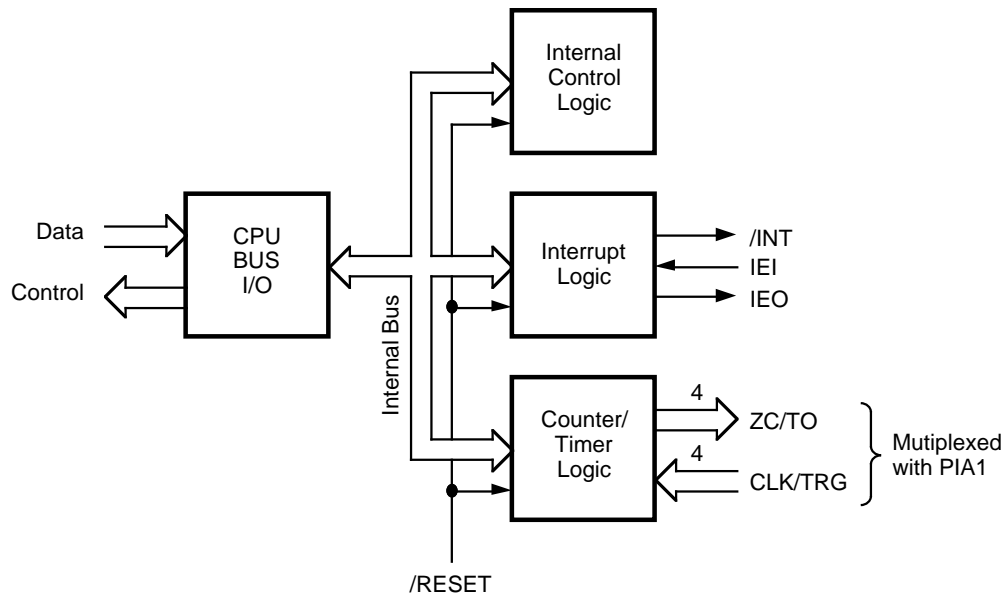 Internal
Control
Logic
Data
Control
CPU
BUS
I/O
Internal Bus
Interrupt
Logic
/INT
IEI
IEO
Counter/
Timer
Logic
4
ZC/TO
4
CLK/TRG
Mutiplexed
with PIA1
/RESET